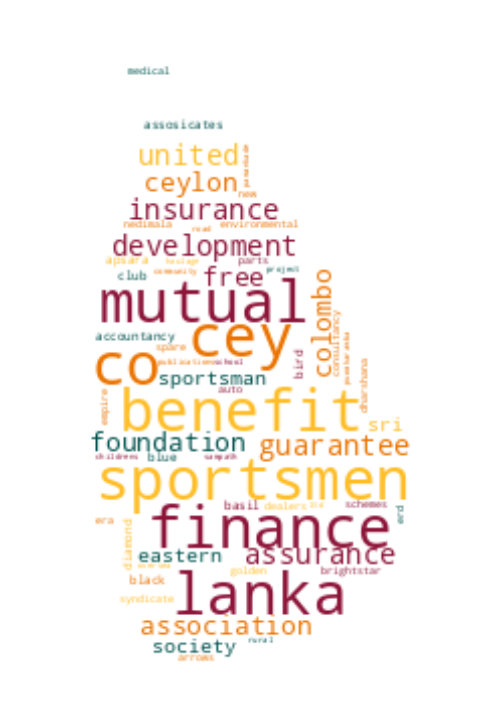 medical
assosicates
united
ceylon
new
insurance
nedimala
road
environmental
development
apsara
parts
club
community
project
free
mutual
colombo
consultancy
accountancy
cey
spare
publication
school
bird
co
sportsman
auto
dharshana
empire
benefit
sri
foundation
guarantee
childrens
blue
sampath
sportsmen
basil
dealers
schemes
erd
era
finance
diamond
eastern
assurance
golden
brightstar
black
lanka
syndicate
association
society
rural
arrows